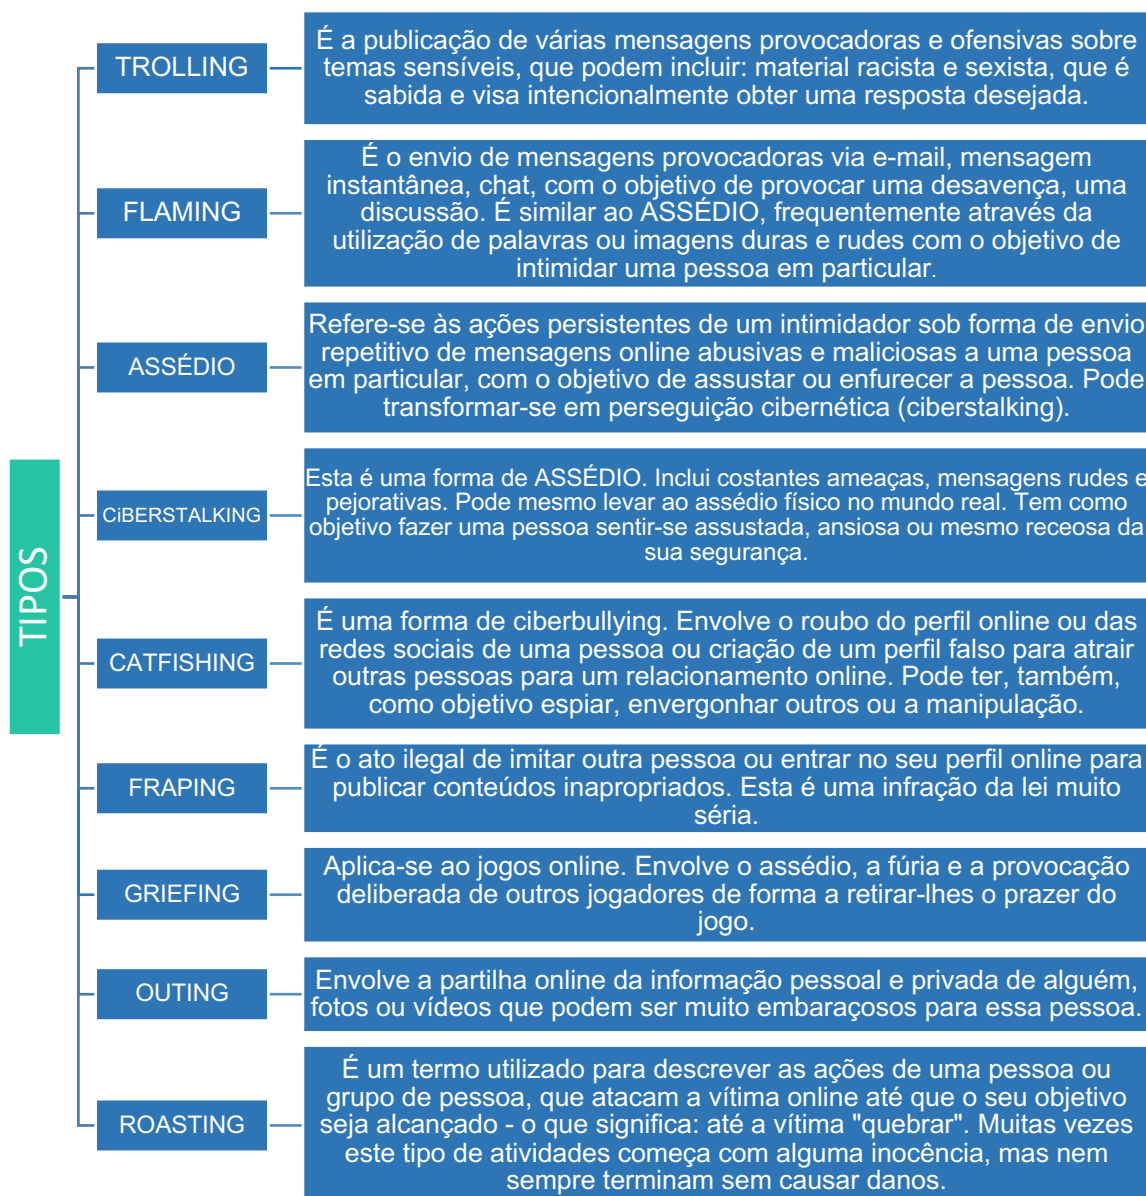 TIPOS
TROLLING
É a publicação de várias mensagens provocadoras e ofensivas sobre
temas sensíveis, que podem incluir: material racista e sexista, que é
sabida e visa intencionalmente obter uma resposta desejada.
FLAMING
É o envio de mensagens provocadoras via e-mail, mensagem
instantânea, chat, com o objetivo de provocar uma desavença, uma
discussão. É similar ao ASSÉDIO, frequentemente através da
utilização de palavras ou imagens duras e rudes com o objetivo de
intimidar uma pessoa em particular.
ASSÉDIO
Refere-se às ações persistentes de um intimidador sob forma de envio
repetitivo de mensagens online abusivas e maliciosas a uma pessoa
em particular, com o objetivo de assustar ou enfurecer a pessoa. Pode
transformar-se em perseguição cibernética (ciberstalking).
CiBERSTALKING
Esta é uma forma de ASSÉDIO. Inclui costantes ameaças, mensagens rudes e
pejorativas. Pode mesmo levar ao assédio físico no mundo real. Tem como
objetivo fazer uma pessoa sentir-se assustada, ansiosa ou mesmo receosa da
sua segurança.
CATFISHING
É uma forma de ciberbullying. Envolve o roubo do perfil online ou das
redes sociais de uma pessoa ou criação de um perfil falso para atrair
outras pessoas para um relacionamento online. Pode ter, também,
como objetivo espiar, envergonhar outros ou a manipulação.
FRAPING
É o ato ilegal de imitar outra pessoa ou entrar no seu perfil online para
publicar conteúdos inapropriados. Esta é uma infração da lei muito
séria.
GRIEFING
Aplica-se ao jogos online. Envolve o assédio, a fúria e a provocação
deliberada de outros jogadores de forma a retirar-lhes o prazer do
jogo.
OUTING
Envolve a partilha online da informação pessoal e privada de alguém,
fotos ou vídeos que podem ser muito embaraçosos para essa pessoa.
ROASTING
É um termo utilizado para descrever as ações de uma pessoa ou
grupo de pessoa, que atacam a vítima online até que o seu objetivo
seja alcançado - o que significa: até a vítima "quebrar". Muitas vezes
este tipo de atividades começa com alguma inocência, mas nem
sempre terminam sem causar danos.